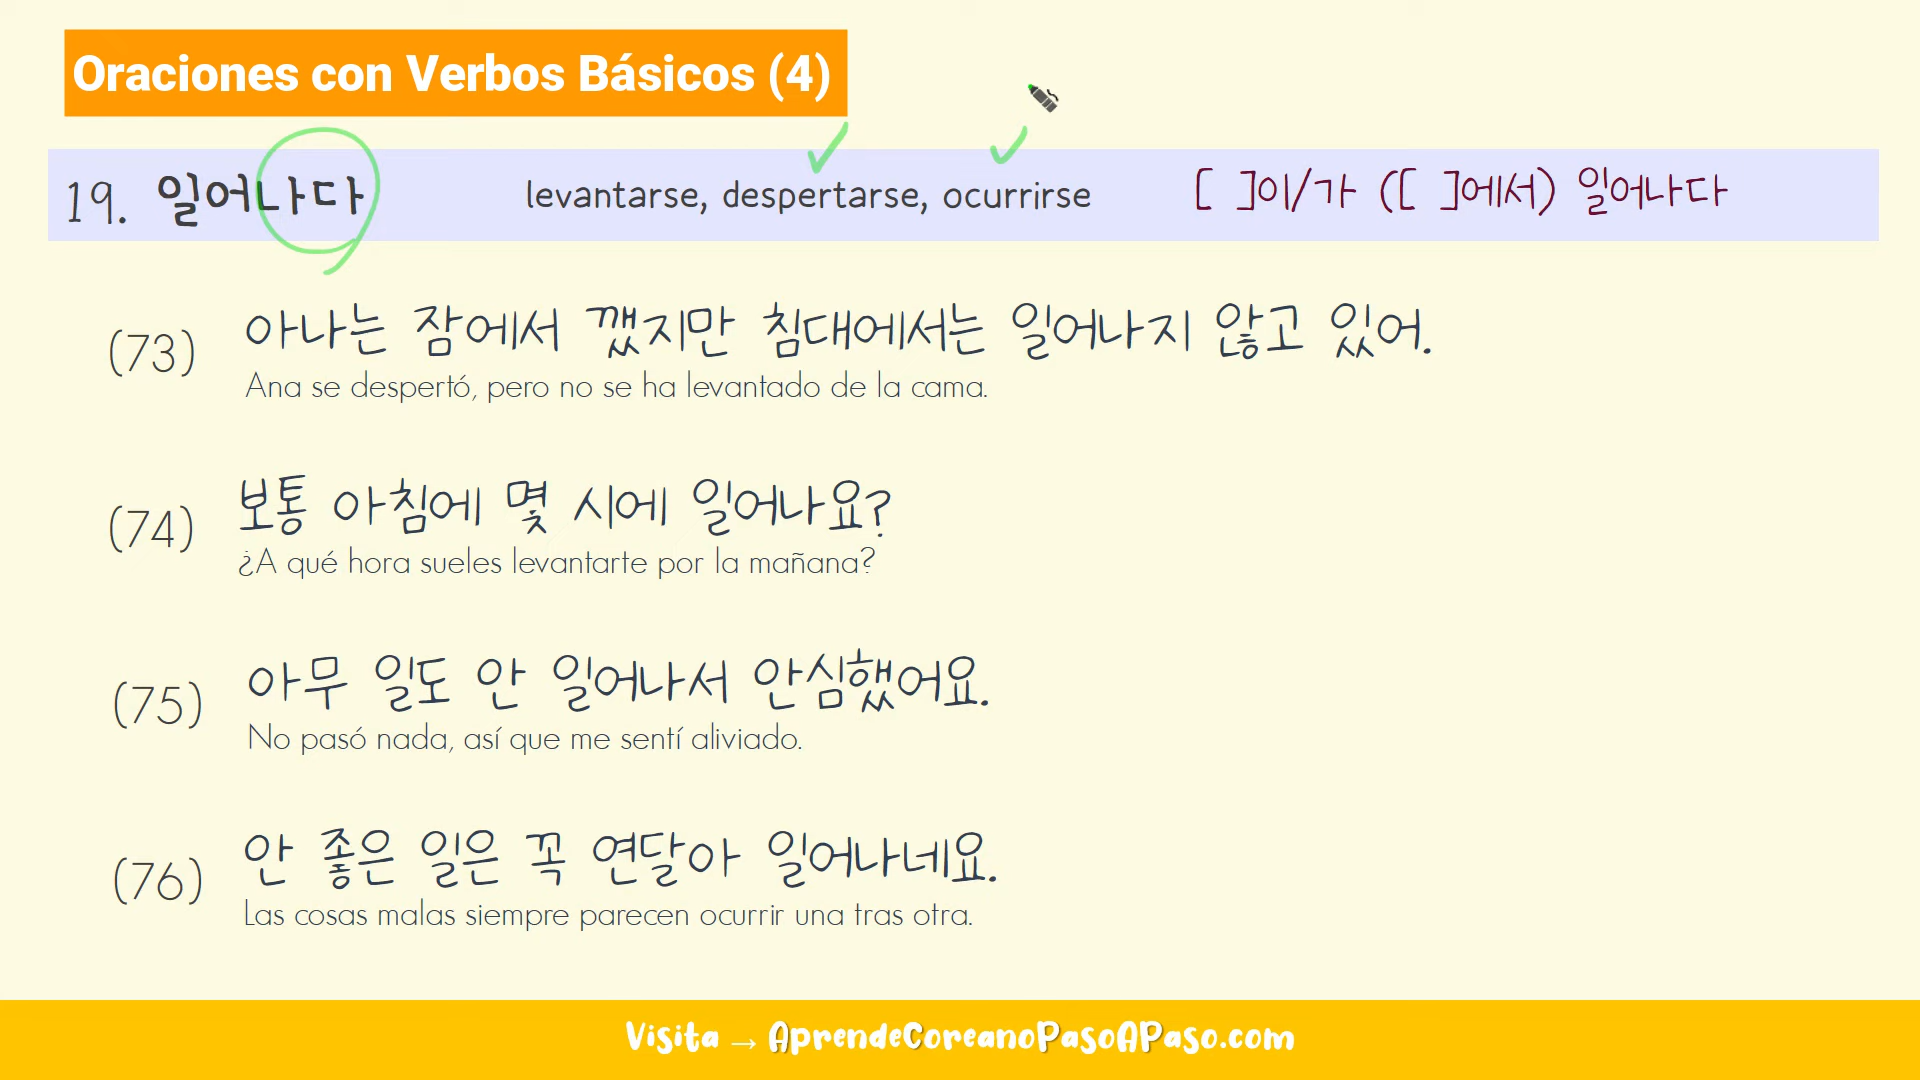 Oraciones con Verbos Básicos (4)
19. 일어나다 levantarse, despertarse, ocurrirse [ ]이/가 ([ ]에서) 일어나다
(73) 아나는 잠에서 깼지만 침대에서는 일어나지 않고 있어.
Ana se despertó, pero no se ha levantado de la cama.
(74) 보통 아침에 몇 시에 일어나요?
¿A qué hora sueles levantarte por la mañana?
(75) 아무 일도 안 일어나서 안심했어요.
No pasó nada, así que me sentí aliviado.
(76) 안 좋은 일은 꼭 연달아 일어나네요.
Las cosas malas siempre parecen ocurrir una tras otra.
Visita → AprendeCoreanoPasoAPaso.com